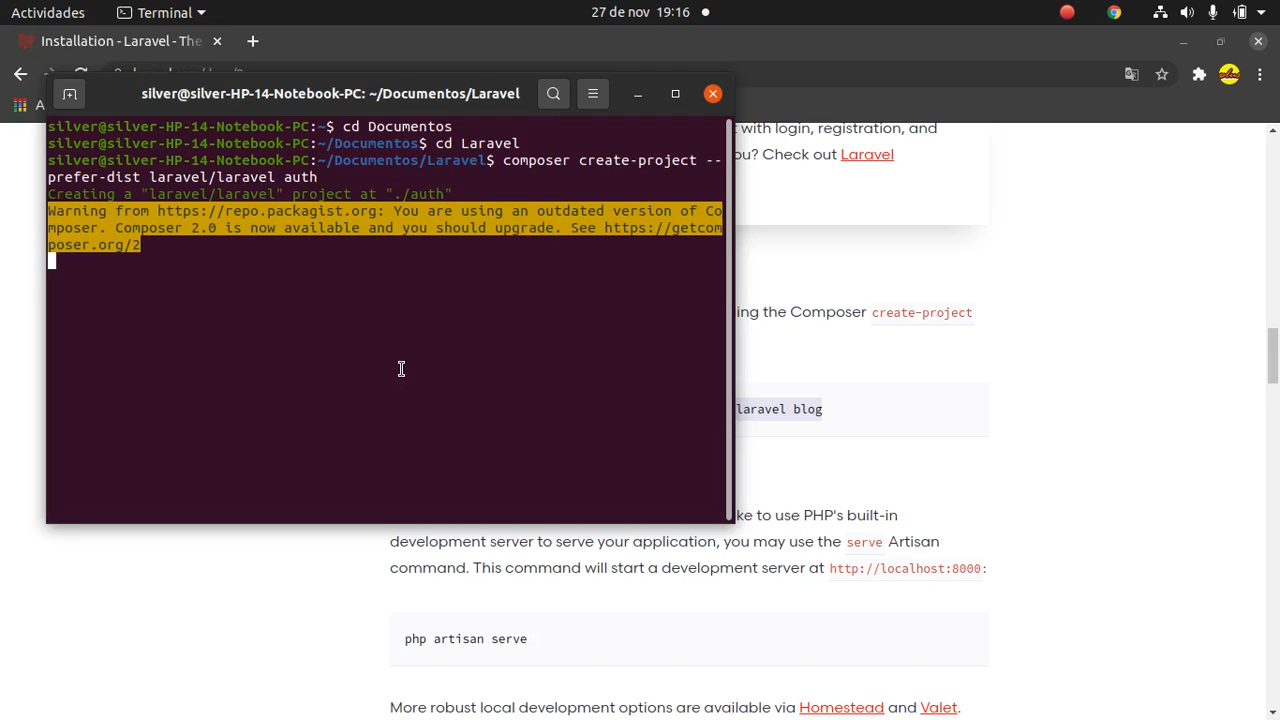 Actividades
Terminal
27 de nov 19:16
Installation - Laravel - The
silver@silver-HP-14-Notebook-PC: ~/Documentos/Laravel
silver@silver-HP-14-Notebook-PC:~$ cd Documentos
silver@silver-HP-14-Notebook-PC:~/Documentos$ cd Laravel
silver@silver-HP-14-Notebook-PC:~/Documentos/Laravel$ composer create-project --
prefer-dist laravel/laravel auth
Creating a "laravel/laravel" project at "./auth"
Warning from https://repo.packagist.org: You are using an outdated version of Co
mposer. Composer 2.0 is now available and you should upgrade. See https://getcom
poser.org/2
with login, registration, and
ou? Check out Laravel
ing the Composer create-project
laravel blog
ke to use PHP's built-in
development server to serve your application, you may use the serve Artisan
command. This command will start a development server at http://localhost:8000:
php artisan serve
More robust local development options are available via Homestead and Valet.